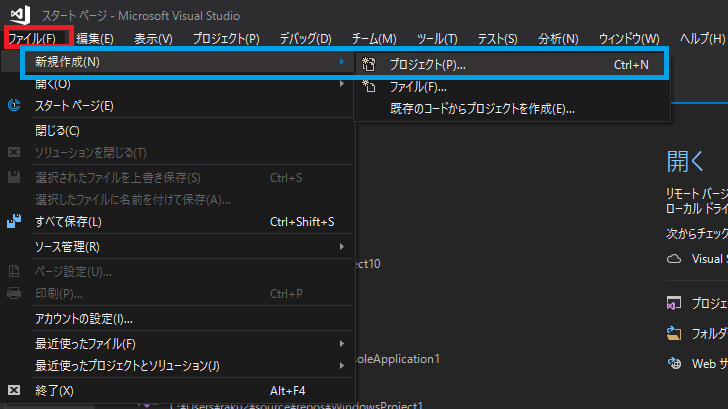 スタート ページ - Microsoft Visual Studio
ファイル(F) 編集(E) 表示(V) プロジェクト(P) デバッグ(D) チーム(M) ツール(T) テスト(S) 分析(N) ウィンドウ(W) ヘルプ(H)
新規作成(N)
プロジェクト(P)... Ctrl+N
開く(O)
ファイル(F)...
スタート ページ(E)
既存のコードからプロジェクトを作成(E)...
閉じる(C)
ソリューションを閉じる(T)
選択されたファイルを上書き保存(S) Ctrl+S
選択したファイルに名前を付けて保存(A)...
すべて保存(L) Ctrl+Shift+S
ソース管理(R)
ページ設定(U)...
印刷(P)... Ctrl+P
アカウントの設定(I)...
最近使ったファイル(F)
最近使ったプロジェクトとソリューション(J)
終了(X) Alt+F4
ect10
oleApplication1
C:¥Users¥raku2¥source¥repos¥WindowsProject1
開く
リモート バージ
ローカル ドライ
次からチェック
Visual S
プロジェ
フォルダ
Web サ